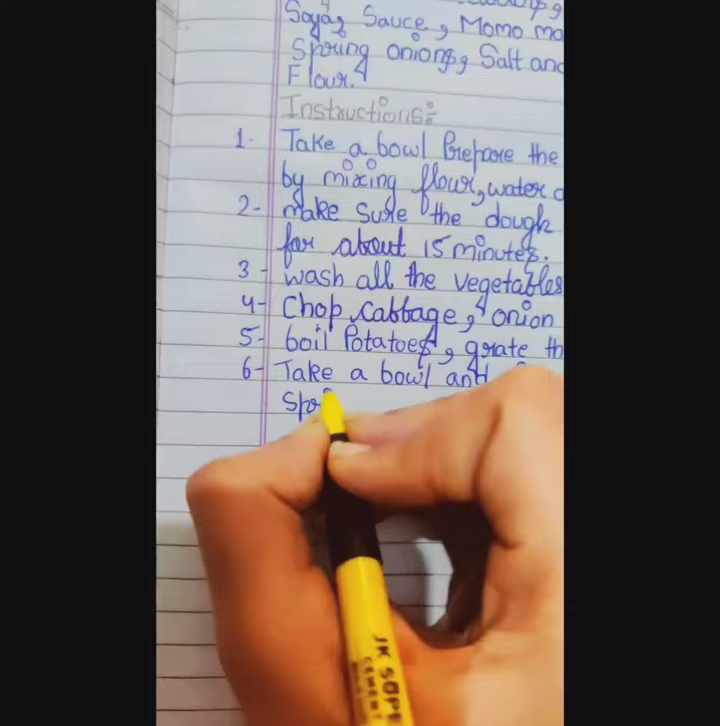 Soya, Sauce, Momo
Spring onions, Salt and
Flour.
Instructions:-
1- Take a bowl Prepare the
by mixing flour, water
2- make Sure the dough
for about 15 minutes.
3- wash all the vegetables
4- Chop cabbage, onion
5- boil Potatoes, grate
6- Take a bowl and
JK SUPE
CEMENT